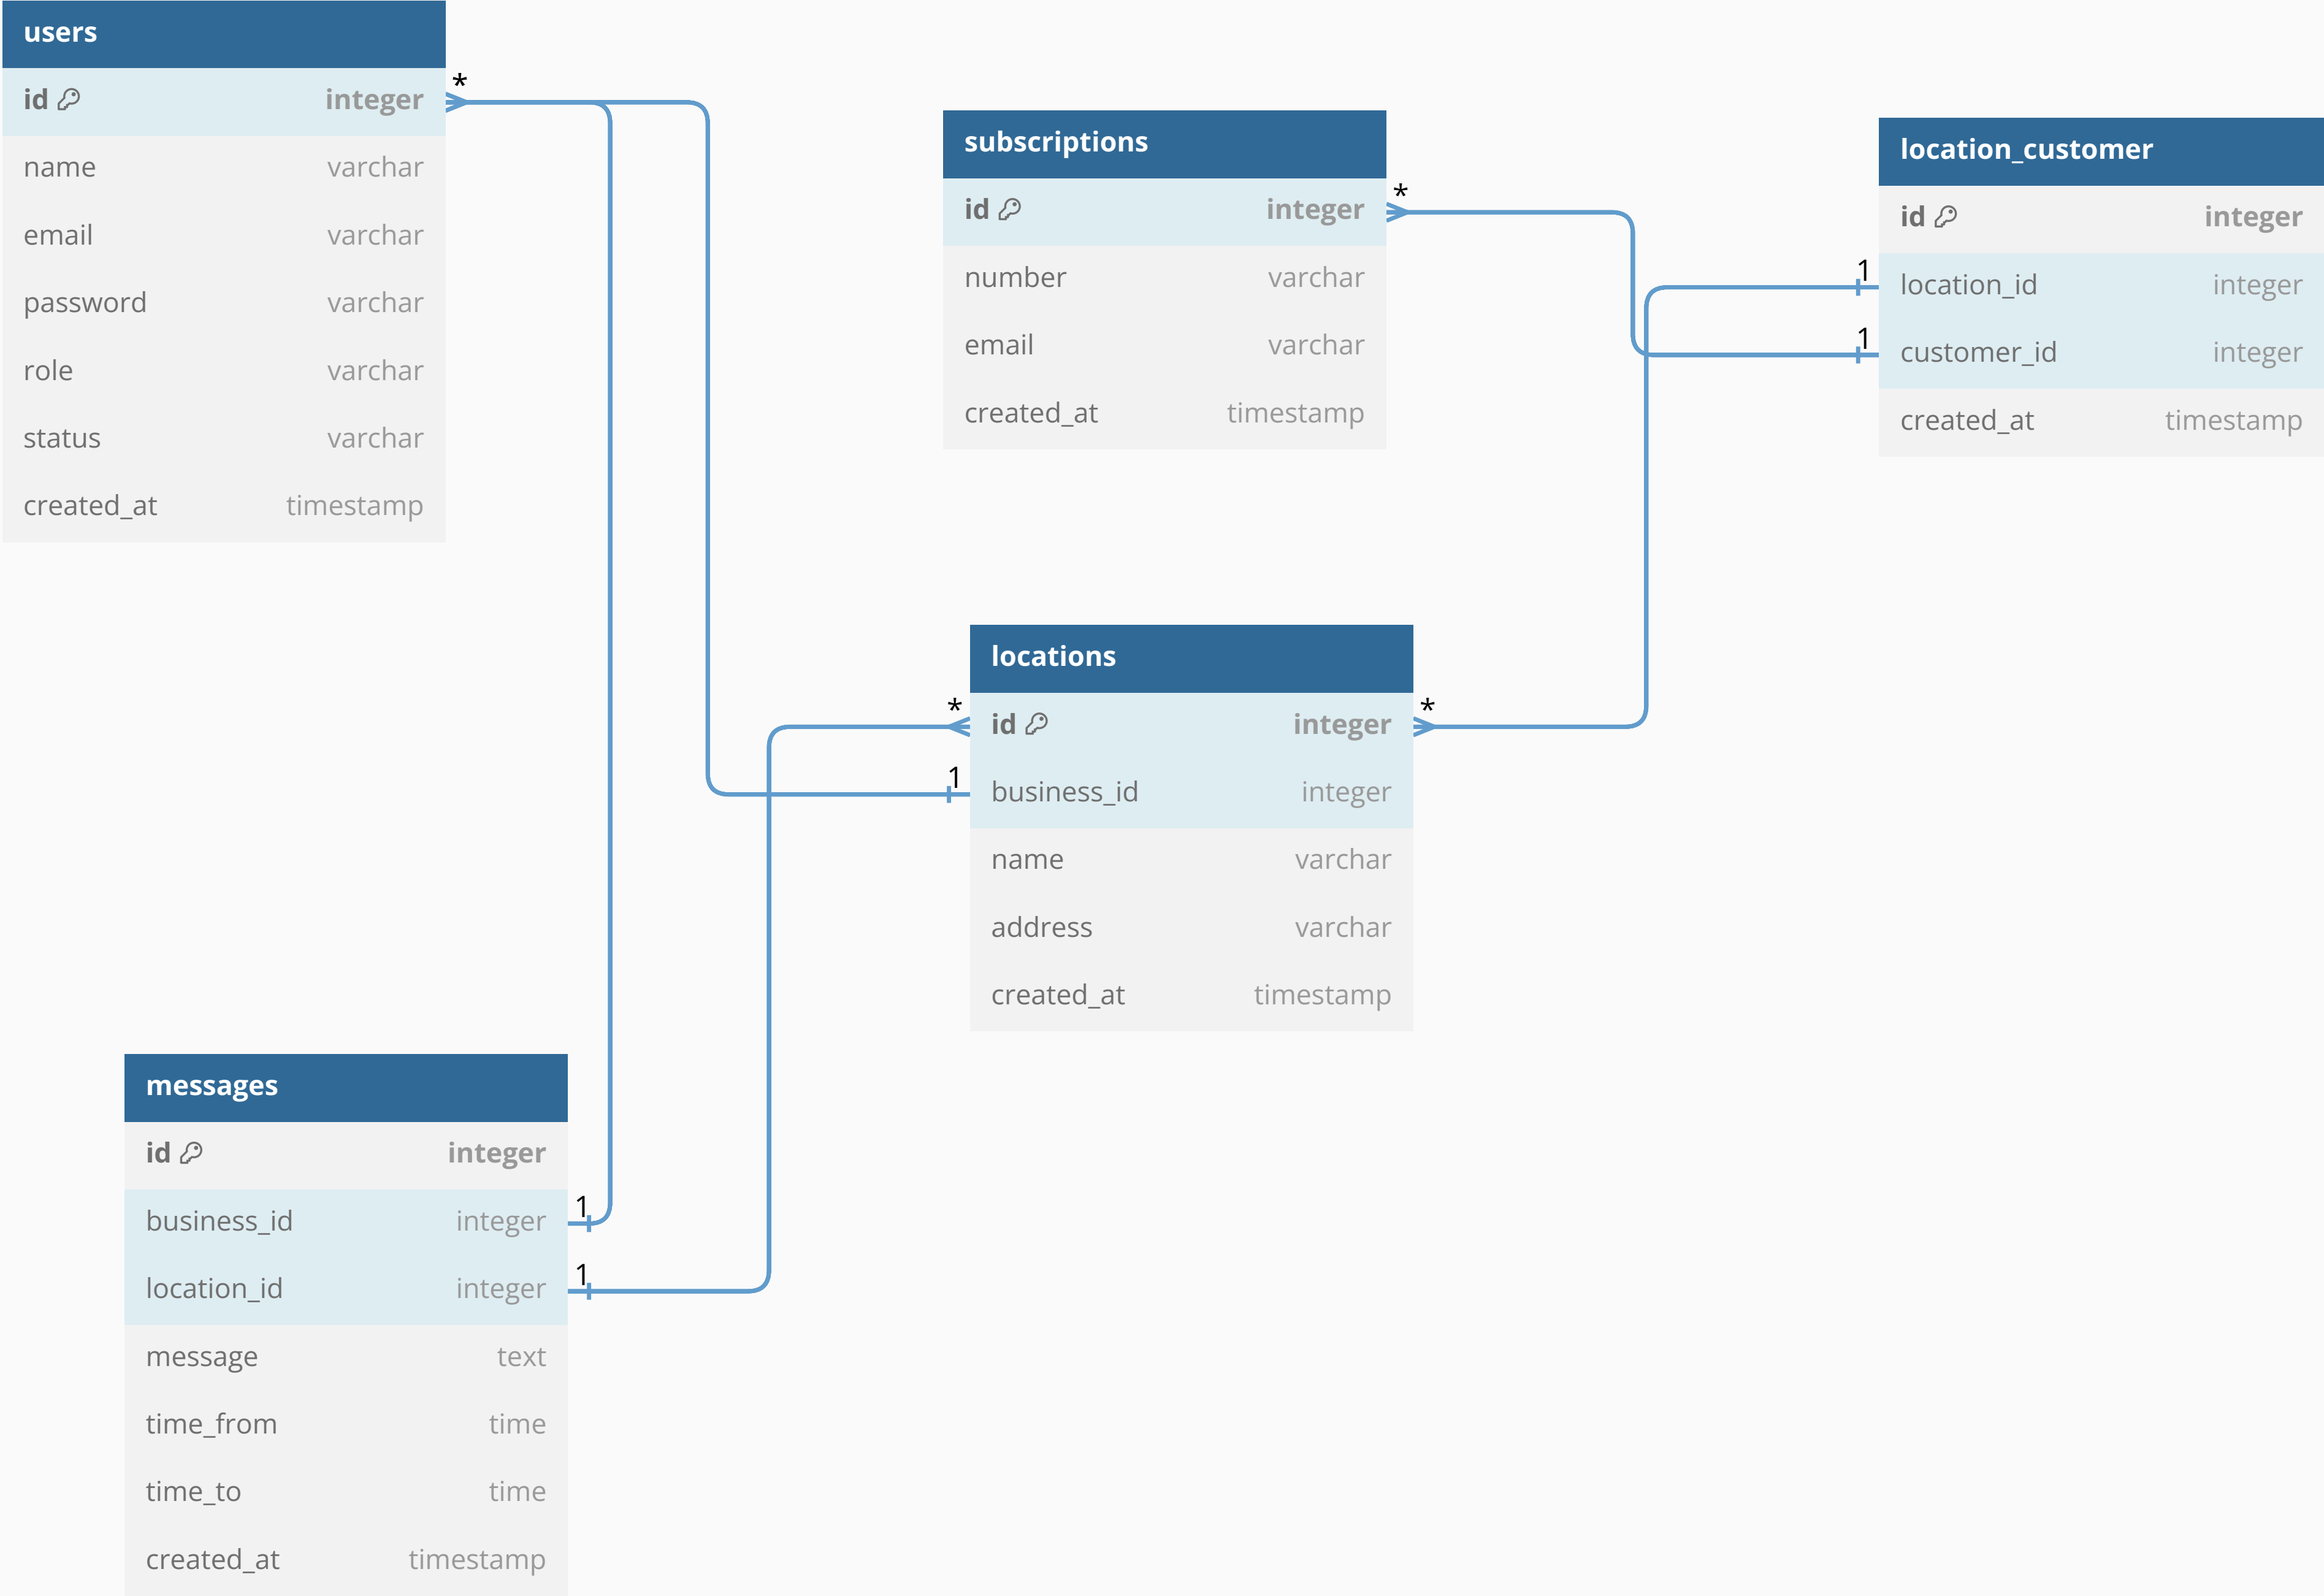 users
id integer
*
name varchar
email varchar
password varchar
role varchar
status varchar
created_at timestamp
subscriptions
id integer
*
number varchar
email varchar
created_at timestamp
location_customer
id integer
1
location_id integer
1
customer_id integer
created_at timestamp
locations
*
id integer
*
1
business_id integer
name varchar
address varchar
created_at timestamp
messages
id integer
business_id integer
1
location_id integer
1
message text
time_from time
time_to time
created_at timestamp